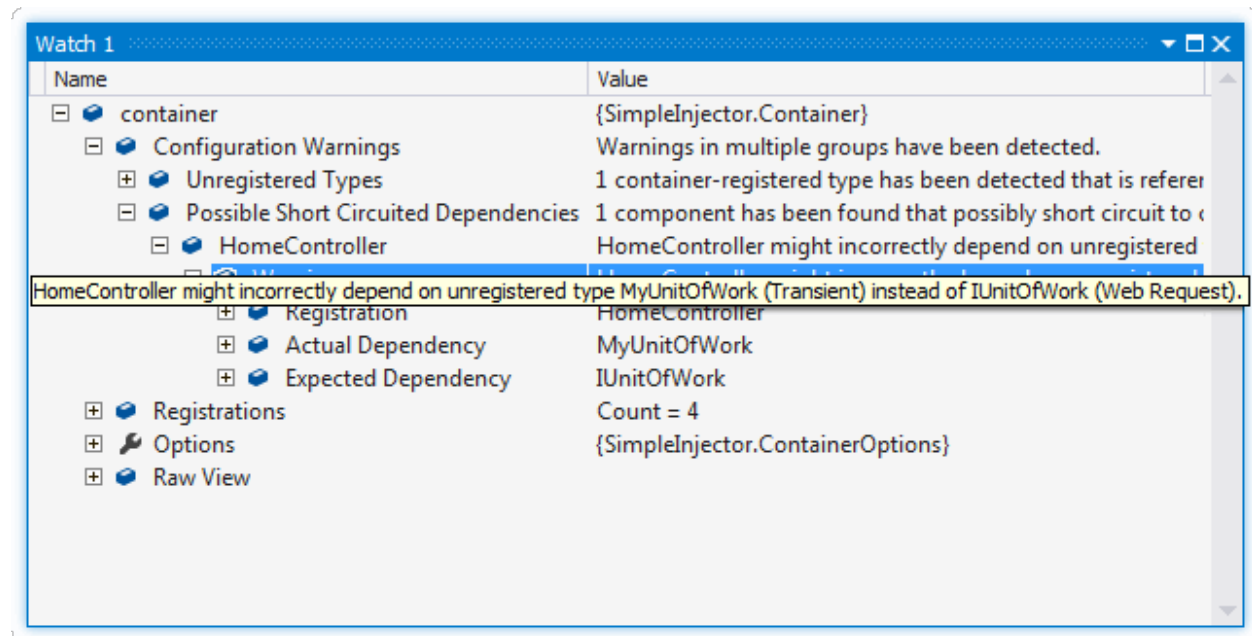 Watch 1
Name Value
container {SimpleInjector.Container}
Configuration Warnings Warnings in multiple groups have been detected.
Unregistered Types 1 container-registered type has been detected that is referen
Possible Short Circuited Dependencies 1 component has been found that possibly short circuit to
HomeController HomeController might incorrectly depend on unregistered
HomeController might incorrectly depend on unregistered type MyUnitOfWork (Transient) instead of IUnitOfWork (Web Request).
Registration HomeController
Actual Dependency MyUnitOfWork
Expected Dependency IUnitOfWork
Registrations Count = 4
Options {SimpleInjector.ContainerOptions}
Raw View